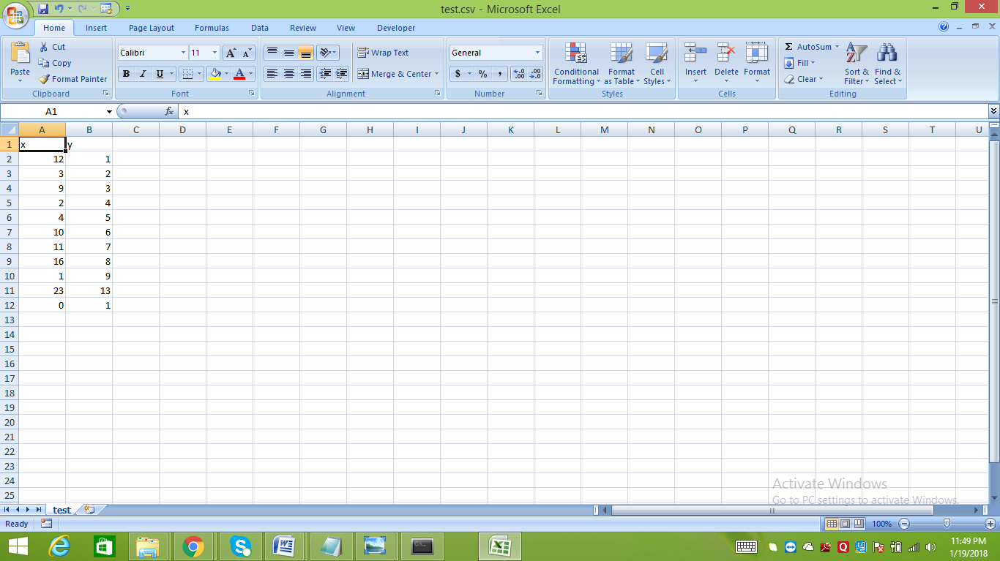 test.csv - Microsoft Excel
Home Insert Page Layout Formulas Data Review View Developer
Paste
Cut
Copy
Format Painter
Clipboard
Calibri 11
B I U
Font
Wrap Text
Merge & Center
Alignment
General
$ % ,
Number
Conditional Formatting
Format as Table
Cell Styles
Styles
Insert Delete Format
Cells
Σ AutoSum
Fill
Clear
Sort & Filter
Find & Select
Editing
A1 fx x
A B C D E F G H I J K L M N O P Q R S T U
1 x y
2 12 1
3 3 2
4 9 3
5 2 4
6 4 5
7 10 6
8 11 7
9 16 8
10 1 9
11 23 13
12 0 1
13
14
15
16
17
18
19
20
21
22
23
24
25
Activate Windows
Go to PC settings to activate Windows.
test
Ready 100%
11:49 PM
1/19/2018